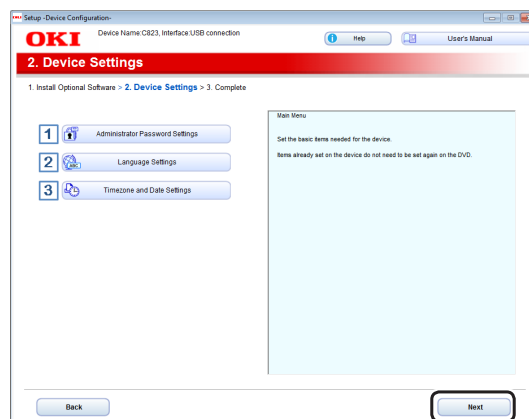 Setup -Device Configuration-
OKI
Device Name:C823, Interface:USB connection
Help
User's Manual
2. Device Settings
1. Install Optional Software > 2. Device Settings > 3. Complete
1 Administrator Password Settings
2 ABC Language Settings
3 Timezone and Date Settings
Main Menu
Set the basic items needed for the device.
Items already set on the device do not need to be set again on the DVD.
Back
Next